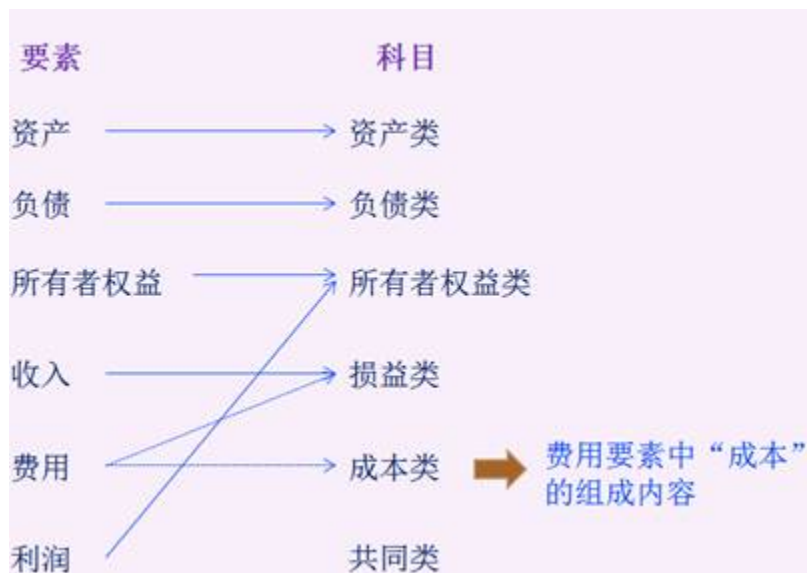 要素 科目
资产 资产类
负债 负债类
所有者权益 所有者权益类
收入 损益类
费用 成本类 费用要素中“成本”
的组成内容
利润 共同类